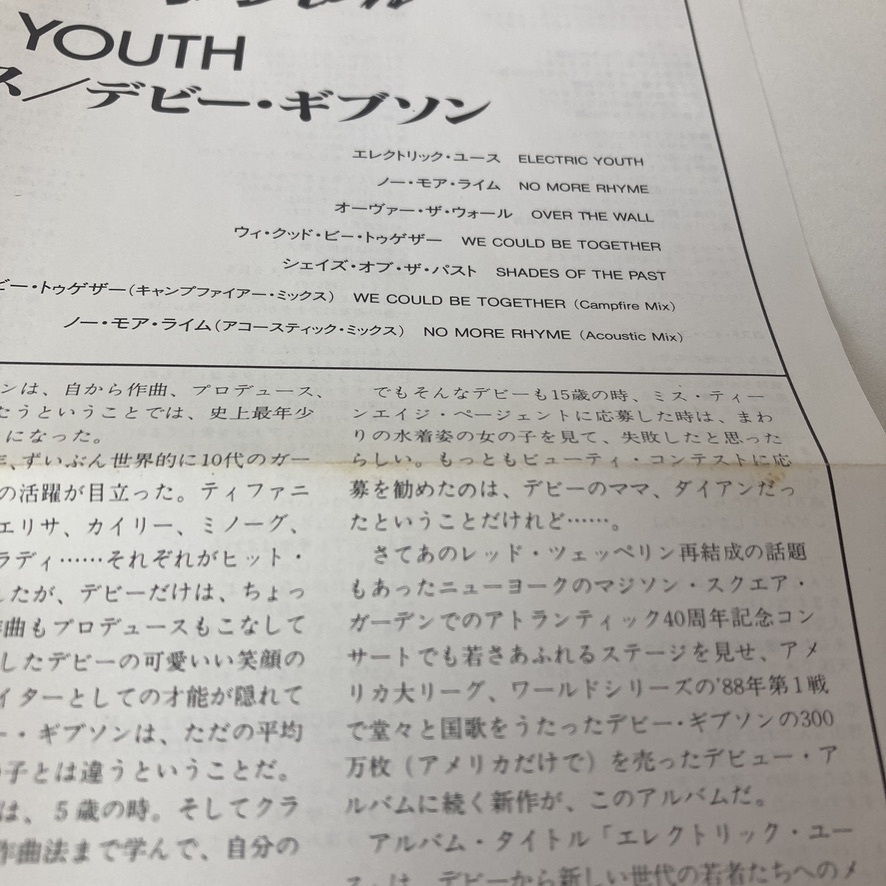 YOUTH
ス／デビー・ギブソン
エレクトリック・ユース ELECTRIC YOUTH
ノー・モア・ライム NO MORE RHYME
オーヴァー・ザ・ウォール OVER THE WALL
ウィ・クッド・ビー・トゥゲザー WE COULD BE TOGETHER
シェイズ・オブ・ザ・パスト SHADES OF THE PAST
ビー・トゥゲザー(キャンプファイアー・ミックス) WE COULD BE TOGETHER (Campfire Mix)
ノー・モア・ライム(アコースティック・ミックス) NO MORE RHYME (Acoustic Mix)
ンは、自から作曲、プロデュース、
たうということでは、史上最年少
になった。
ずいぶん世界的に10代のガー
の活躍が目立った。ティファニ
エリサ、カイリー、ミノーグ、
ラディ……それぞれがヒット・
したが、デビーだけは、ちょっ
作曲もプロデュースもこなして
したデビーの可愛いい笑顔の
イターとしての才能が隠れて
ー・ギブソンは、ただの平均
の子とは違うということだ。
は、5歳の時。そしてクラ
作曲法まで学んで、自分の
でもそんなデビーも15歳の時、ミス・ティー
ンエイジ・ページェントに応募した時は、まわ
りの水着姿の女の子を見て、失敗したと思った
らしい。もっともビューティ・コンテストに応
募を勧めたのは、デビーのママ、ダイアンだっ
たということだけれど……。
さてあのレッド・ツェッペリン再結成の話題
もあったニューヨークのマジソン・スクエア・
ガーデンでのアトランティック40周年記念コン
サートでも若さあふれるステージを見せ、アメ
リカ大リーグ、ワールドシリーズの'88年第1戦
で堂々と国歌をうたったデビー・ギブソンの300
万枚（アメリカだけで）を売ったデビュー・ア
ルバムに続く新作が、このアルバムだ。
アルバム・タイトル「エレクトリック・ユー
ス」は、デビーから新しい世代の若者たちへのメ